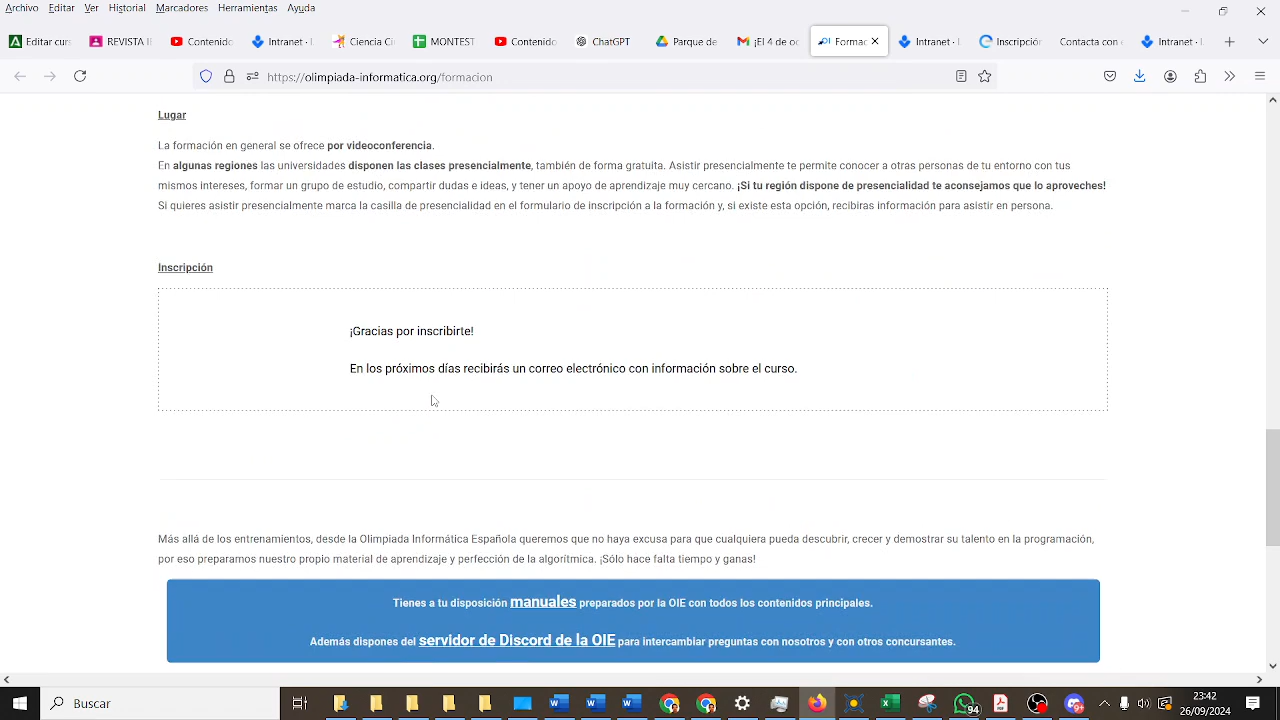 Archivo Editar Ver Historial Marcadores Herramientas Ayuda
Editar cur REVISTA II Contenido Intranet - I Ciencia Ci MONTEST Contenido ChatGPT Parque de ¡El 4 de oc Formac Intranet - I Inscripción Contacta co Intranet - I
https://olimpiada-informatica.org/formacion
Lugar
La formación en general se ofrece por videoconferencia.
En algunas regiones las universidades disponen las clases presencialmente, también de forma gratuita. Asistir presencialmente te permite conocer a otras personas de tu entorno con tus
mismos intereses, formar un grupo de estudio, compartir dudas e ideas, y tener un apoyo de aprendizaje muy cercano. ¡Si tu región dispone de presencialidad te aconsejamos que lo aproveches!
Si quieres asistir presencialmente marca la casilla de presencialidad en el formulario de inscripción a la formación y, si existe esta opción, recibiras información para asistir en persona.
Inscripción
¡Gracias por inscribirte!
En los próximos días recibirás un correo electrónico con información sobre el curso.
Más allá de los entrenamientos, desde la Olimpiada Informática Española queremos que no haya excusa para que cualquiera pueda descubrir, crecer y demostrar su talento en la programación,
por eso preparamos nuestro propio material de aprendizaje y perfección de la algorítmica. ¡Sólo hace falta tiempo y ganas!
Tienes a tu disposición manuales preparados por la OIE con todos los contenidos principales.
Además dispones del servidor de Discord de la OIE para intercambiar preguntas con nosotros y con otros concursantes.
Buscar
94
23:42
26/09/2024